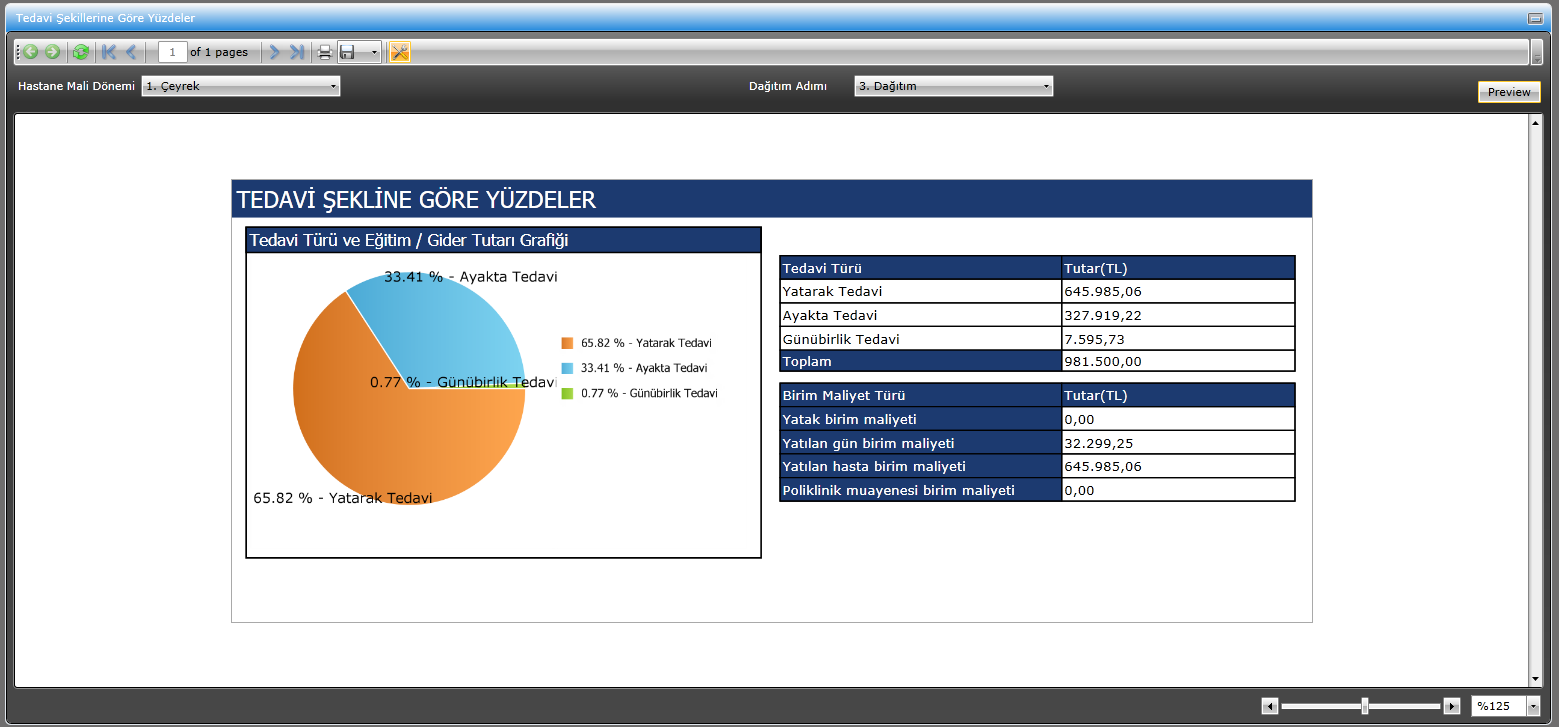 Tedavi Şekillerine Göre Yüzdeler
1 of 1 pages
Hastane Mali Dönemi 1. Çeyrek Dağıtım Adımı 3. Dağıtım
Preview
TEDAVİ ŞEKLİNE GÖRE YÜZDELER
Tedavi Türü ve Eğitim / Gider Tutarı Grafiği
33.41 % - Ayakta Tedavi
0.77 % - Günübirlik Tedavi
65.82 % - Yatarak Tedavi
65.82 % - Yatarak Tedavi
33.41 % - Ayakta Tedavi
0.77 % - Günübirlik Tedavi
Tedavi Türü Tutar(TL)
Yatarak Tedavi 645.985,06
Ayakta Tedavi 327.919,22
Günübirlik Tedavi 7.595,73
Toplam 981.500,00
Birim Maliyet Türü Tutar(TL)
Yatak birim maliyeti 0,00
Yatılan gün birim maliyeti 32.299,25
Yatılan hasta birim maliyeti 645.985,06
Poliklinik muayenesi birim maliyeti 0,00
%125